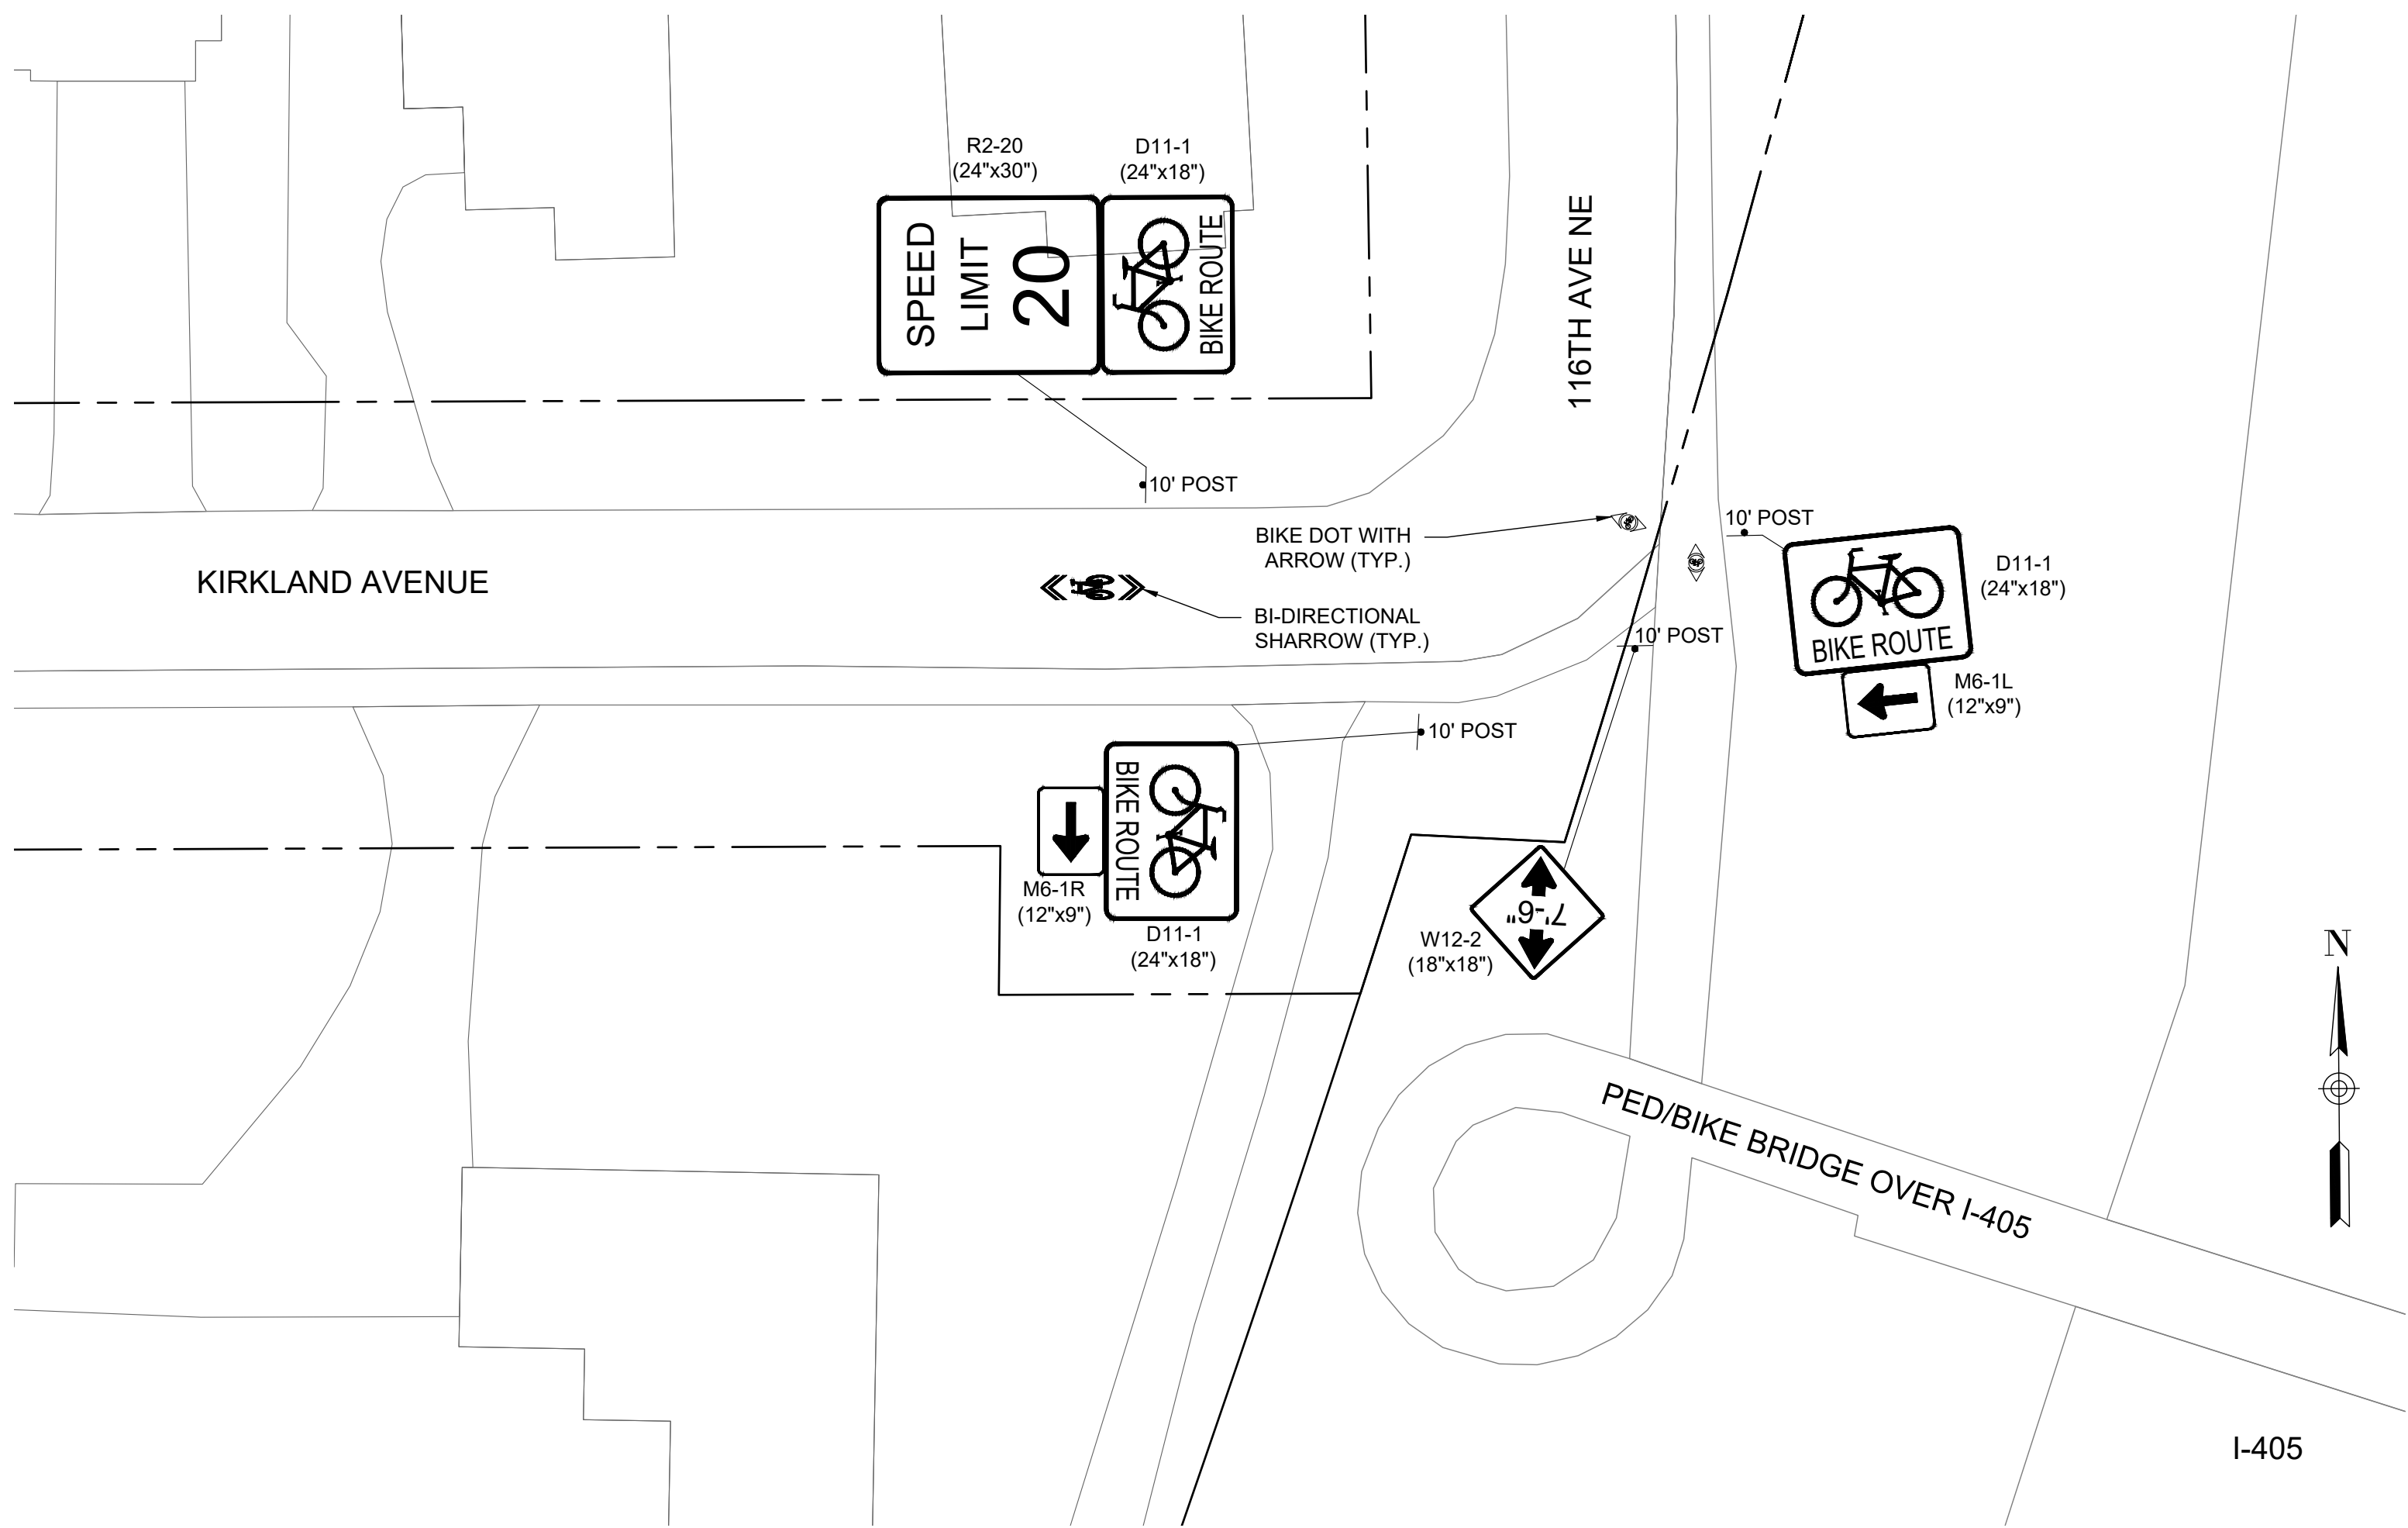 R2-20
(24"x30")
D11-1
(24"x18")
SPEED
LIMIT
20
BIKE ROUTE
116TH AVE NE
10' POST
BIKE DOT WITH
ARROW (TYP.)
10' POST
D11-1
(24"x18")
BIKE ROUTE
KIRKLAND AVENUE
BI-DIRECTIONAL
SHARROW (TYP.)
10' POST
M6-1L
(12"x9")
10' POST
BIKE ROUTE
M6-1R
(12"x9")
D11-1
(24"x18")
7'-6"
W12-2
(18"x18")
N
PED/BIKE BRIDGE OVER I-405
I-405